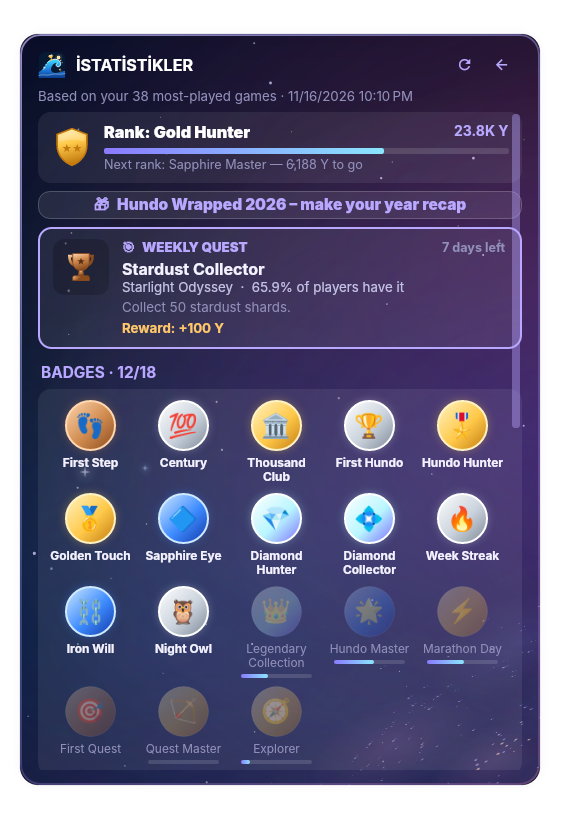 İSTATİSTİKLER
Based on your 38 most-played games · 11/16/2026 10:10 PM
Rank: Gold Hunter
23.8K Y
Next rank: Sapphire Master — 6,188 Y to go
Hundo Wrapped 2026 – make your year recap
WEEKLY QUEST
7 days left
Stardust Collector
Starlight Odyssey · 65.9% of players have it
Collect 50 stardust shards.
Reward: +100 Y
BADGES · 12/18
100
First Step
Century
Thousand
Club
First Hundo
Hundo Hunter
Golden Touch
Sapphire Eye
Diamond
Hunter
Diamond
Collector
Week Streak
Iron Will
Night Owl
Legendary
Collection
Hundo Master
Marathon Day
First Quest
Quest Master
Explorer